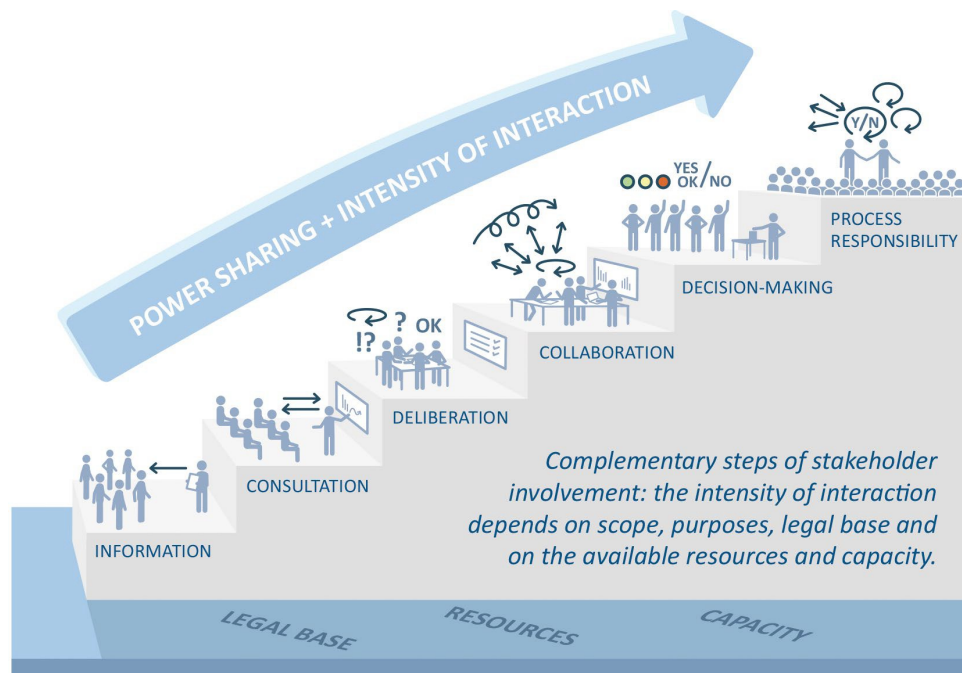 POWER SHARING + INTENSITY OF INTERACTION
Y/N
YES
OK/NO
PROCESS
RESPONSIBILITY
DECISION-MAKING
COLLABORATION
!?
?
OK
DELIBERATION
CONSULTATION
INFORMATION
Complementary steps of stakeholder
involvement: the intensity of interaction
depends on scope, purposes, legal base and
on the available resources and capacity.
LEGAL BASE
RESOURCES
CAPACITY